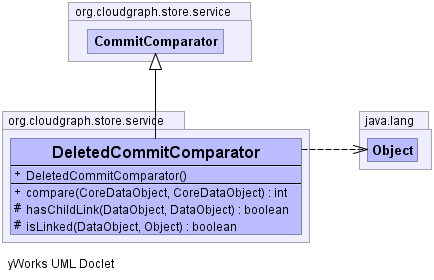 org.cloudgraph.store.service
CommitComparator
org.cloudgraph.store.service
java.lang
DeletedCommitComparator
Object
+ DeletedCommitComparator()
+ compare(CoreDataObject, CoreDataObject) : int
# hasChildLink(DataObject, DataObject) : boolean
# isLinked(DataObject, Object) : boolean
yWorks UML Doclet